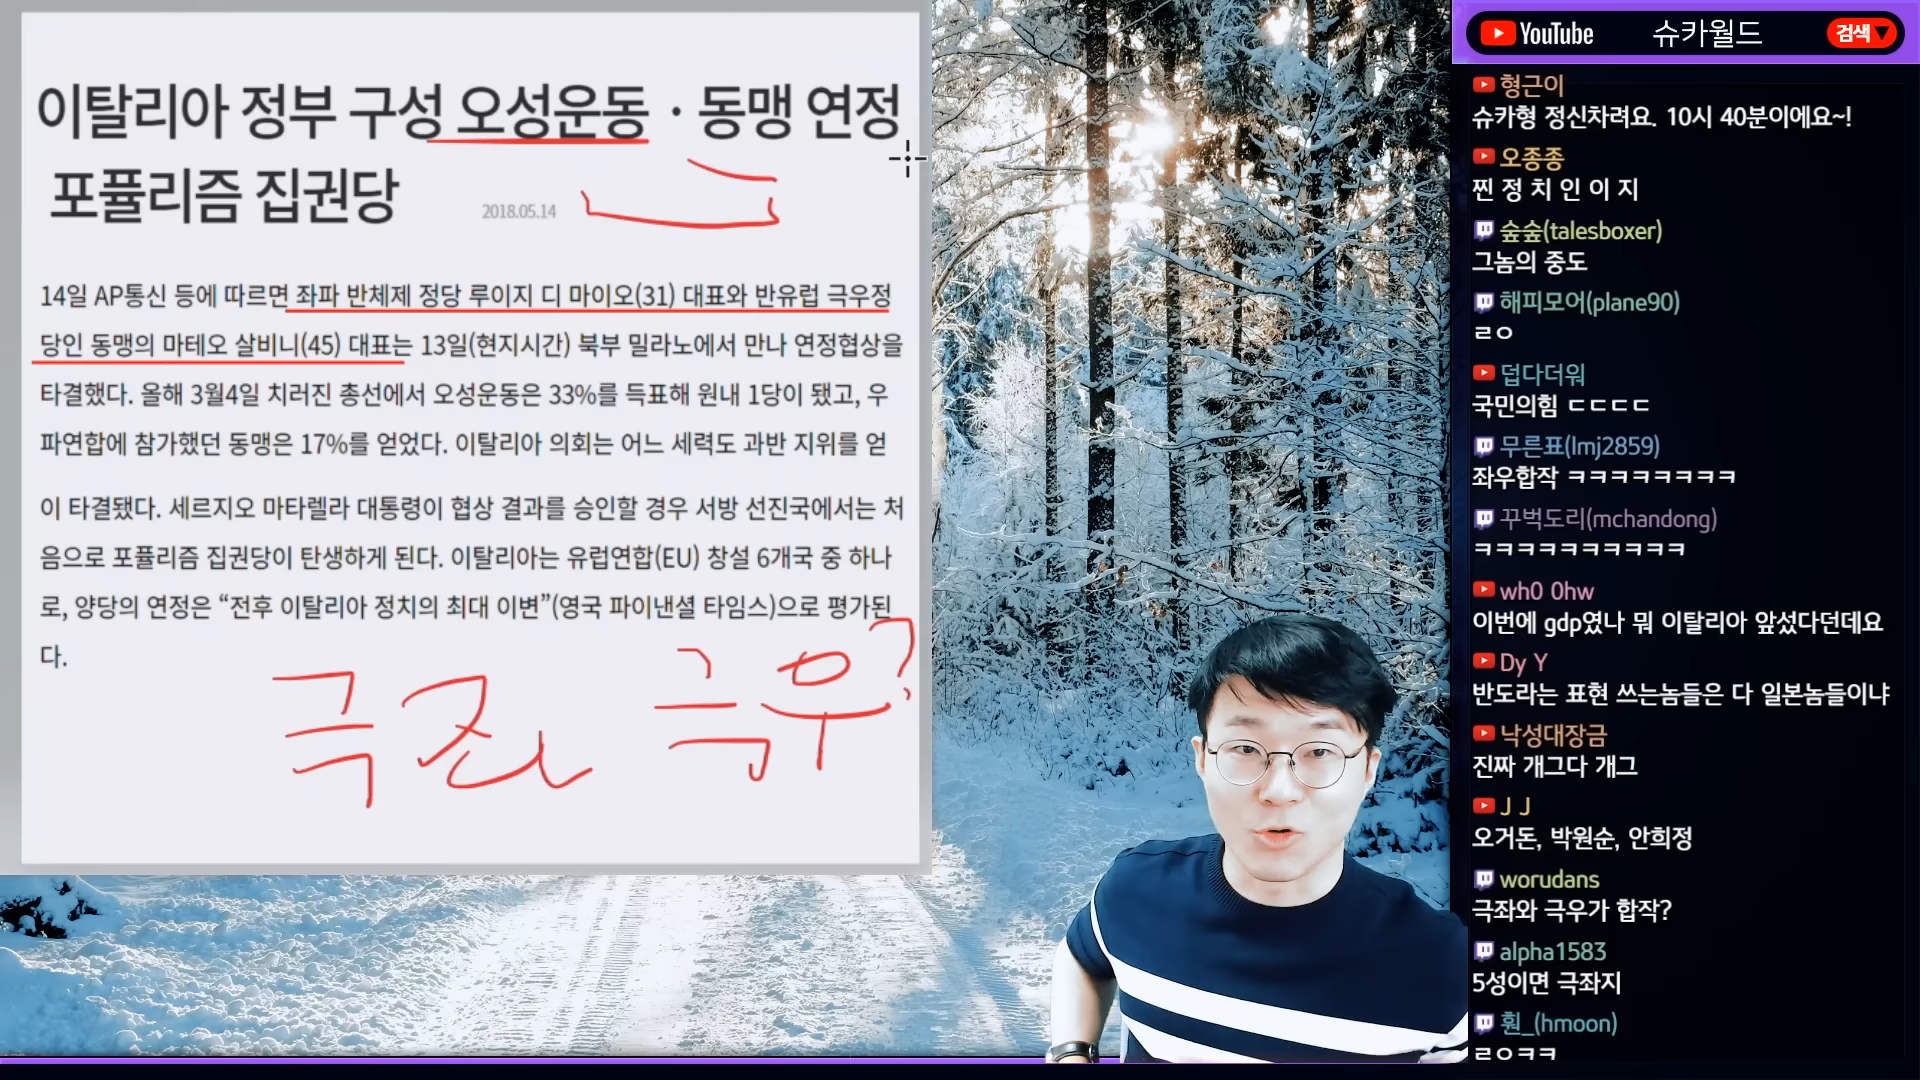 이탈리아 정부 구성 오성운동 · 동맹 연정
포퓰리즘 집권당
2018.05.14
14일 AP통신 등에 따르면 좌파 반체제 정당 루이지 디 마이오(31) 대표와 반유럽 극우정
당인 동맹의 마테오 살비니(45) 대표는 13일(현지시간) 북부 밀라노에서 만나 연정협상을
타결했다. 올해 3월4일 치러진 총선에서 오성운동은 33%를 득표해 원내 1당이 됐고, 우
파연합에 참가했던 동맹은 17%를 얻었다. 이탈리아 의회는 어느 세력도 과반 지위를 얻
이 타결됐다. 세르지오 마타렐라 대통령이 협상 결과를 승인할 경우 서방 선진국에서는 처
음으로 포퓰리즘 집권당이 탄생하게 된다. 이탈리아는 유럽연합(EU) 창설 6개국 중 하나
로, 양당의 연정은 “전후 이탈리아 정치의 최대 이변”(영국 파이낸셜 타임스)으로 평가된
다.
극좌 극우?
YouTube 슈카월드 검색▼
형근이
슈카형 정신차려요. 10시 40분이에요~!
오종종
찐 정 치 인 이 지
숲숲(talesboxer)
그놈의 중도
해피모어(plane90)
ㄹㅇ
덥다더워
국민의힘 ㄷㄷㄷㄷ
무른표(lmj2859)
좌우합작 ㅋㅋㅋㅋㅋㅋㅋㅋ
꾸벅도리(mchandong)
ㅋㅋㅋㅋㅋㅋㅋㅋㅋㅋ
wh0 0hw
이번에 gdp였나 뭐 이탈리아 앞섰다던데요
Dy Y
반도라는 표현 쓰는놈들은 다 일본놈들이냐
낙성대장금
진짜 개그다 개그
J J
오거돈, 박원순, 안희정
worudans
극좌와 극우가 합작?
alpha1583
5성이면 극좌지
훤_(hmoon)
ㄹㅇㅋㅋ